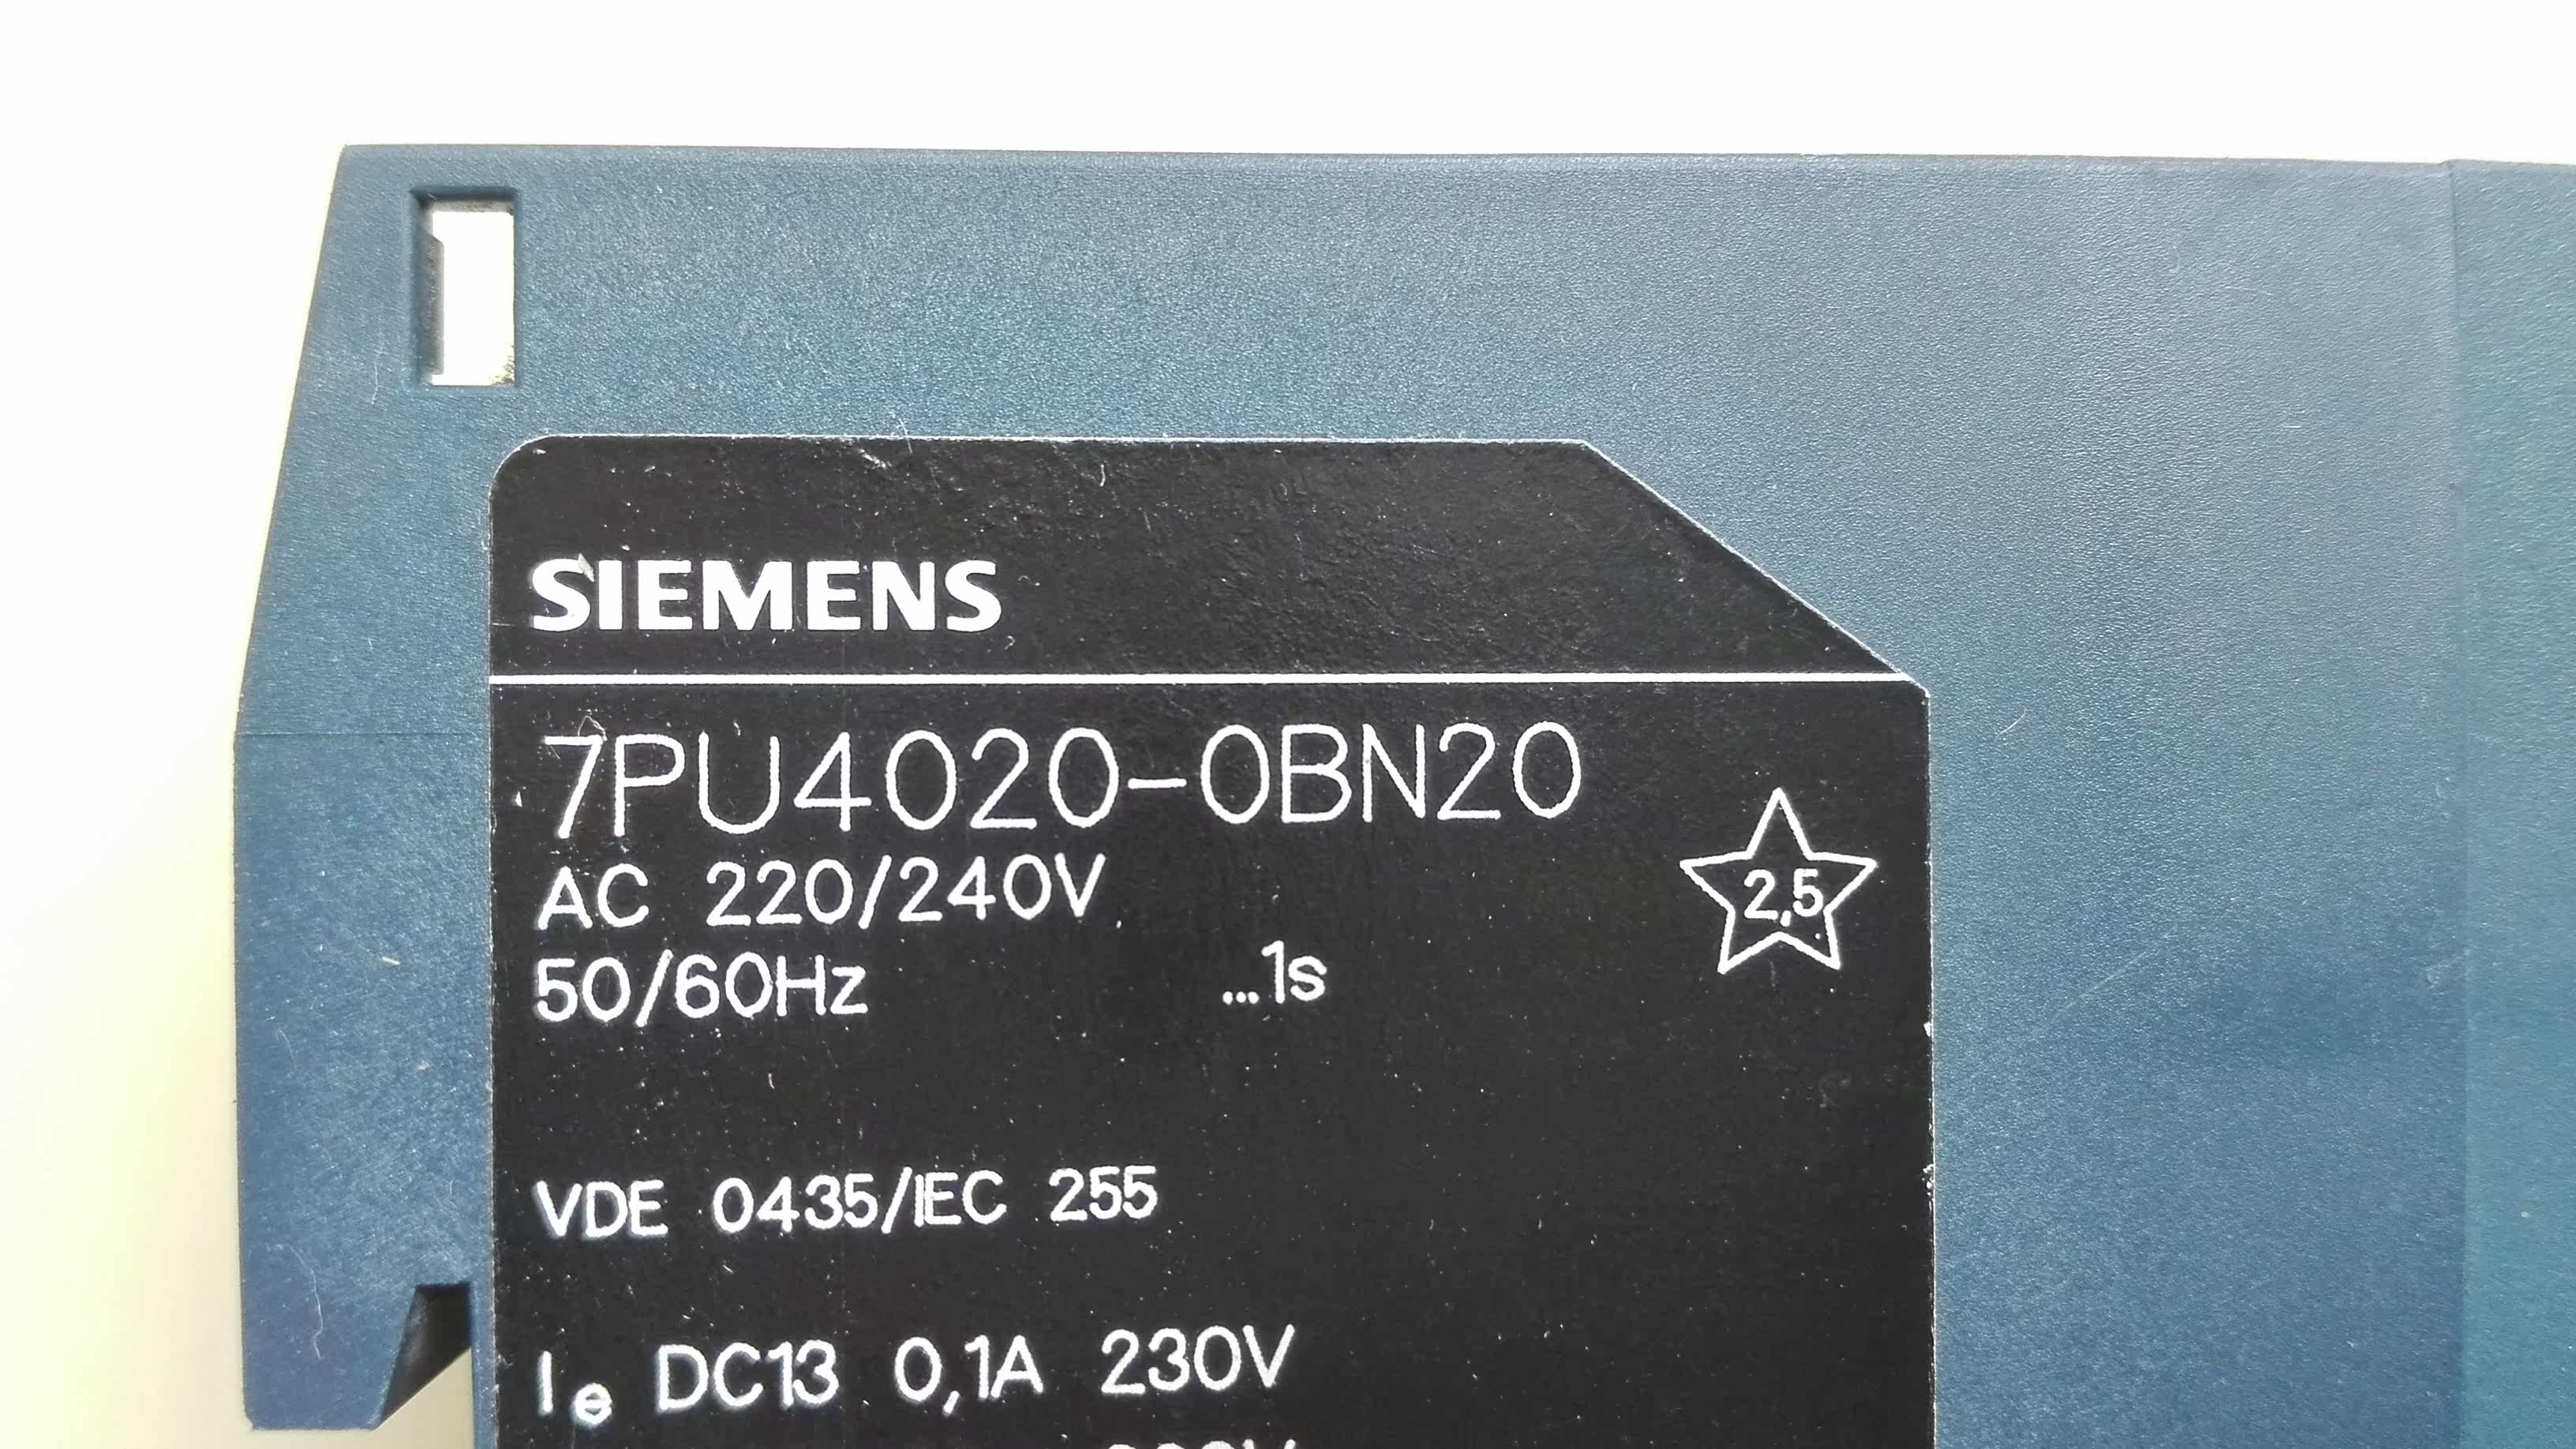 SIEMENS
7PU4020-0BN20
AC 220/240V
2,5
50/60Hz ...1s
VDE 0435/IEC 255
Ie DC13 0,1A 230V